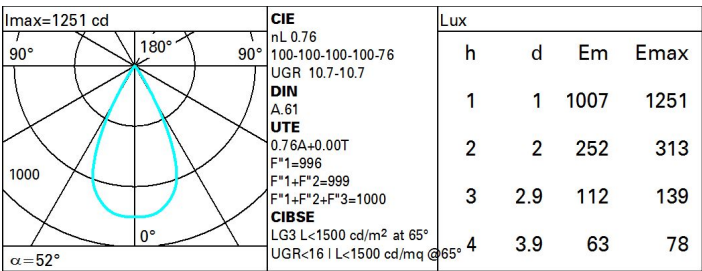 Imax=1251 cd
90° 180° 90°
1000
0°
α=52°
CIE
nL 0.76
100-100-100-100-76
UGR 10.7-10.7
DIN
A.61
UTE
0.76A+0.00T
F"1=996
F"1+F"2=999
F"1+F"2+F"3=1000
CIBSE
LG3 L<1500 cd/m² at 65°
UGR<16 | L<1500 cd/mq @65°
Lux
h d Em Emax
1 1 1007 1251
2 2 252 313
3 2.9 112 139
4 3.9 63 78